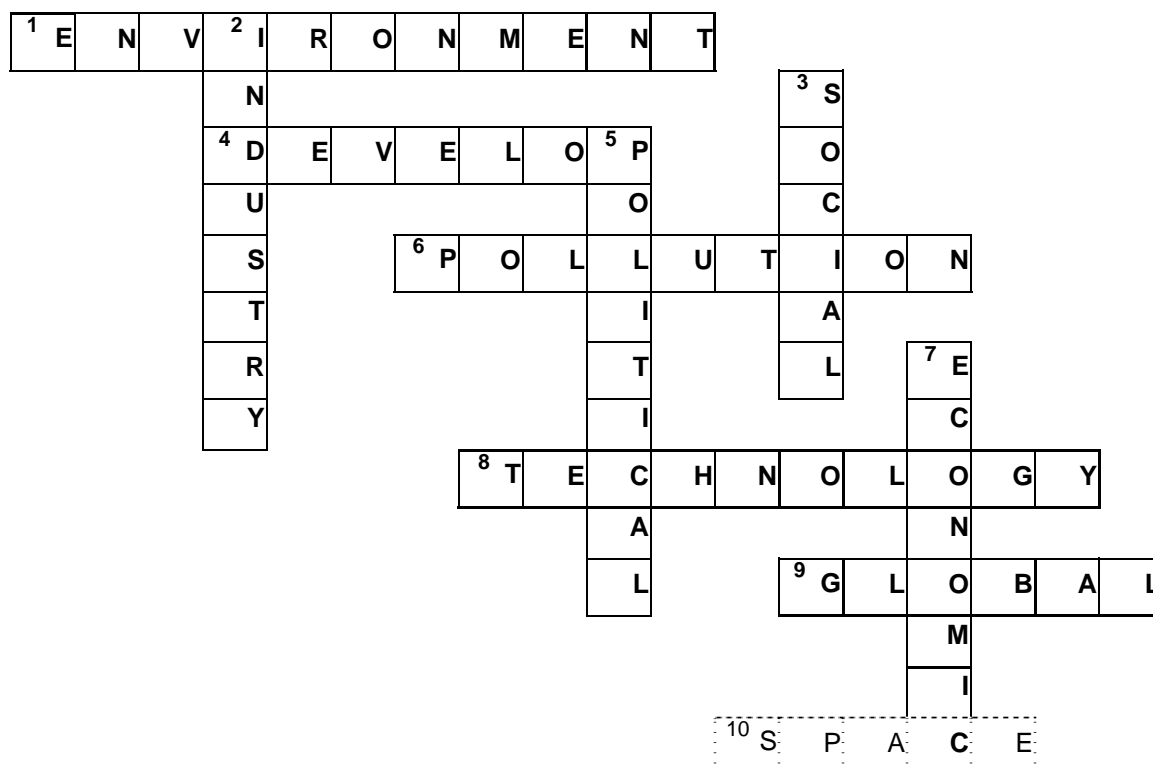 1 E N V 2 I R O N M E N T
N 3 S
4 D E V E L O 5 P O
U O C
S 6 P O L L U T I O N
T I A
R T L 7 E
Y I C
8 T E C H N O L O G Y
A N
L 9 G L O B A L
M
I
10 S P A C E